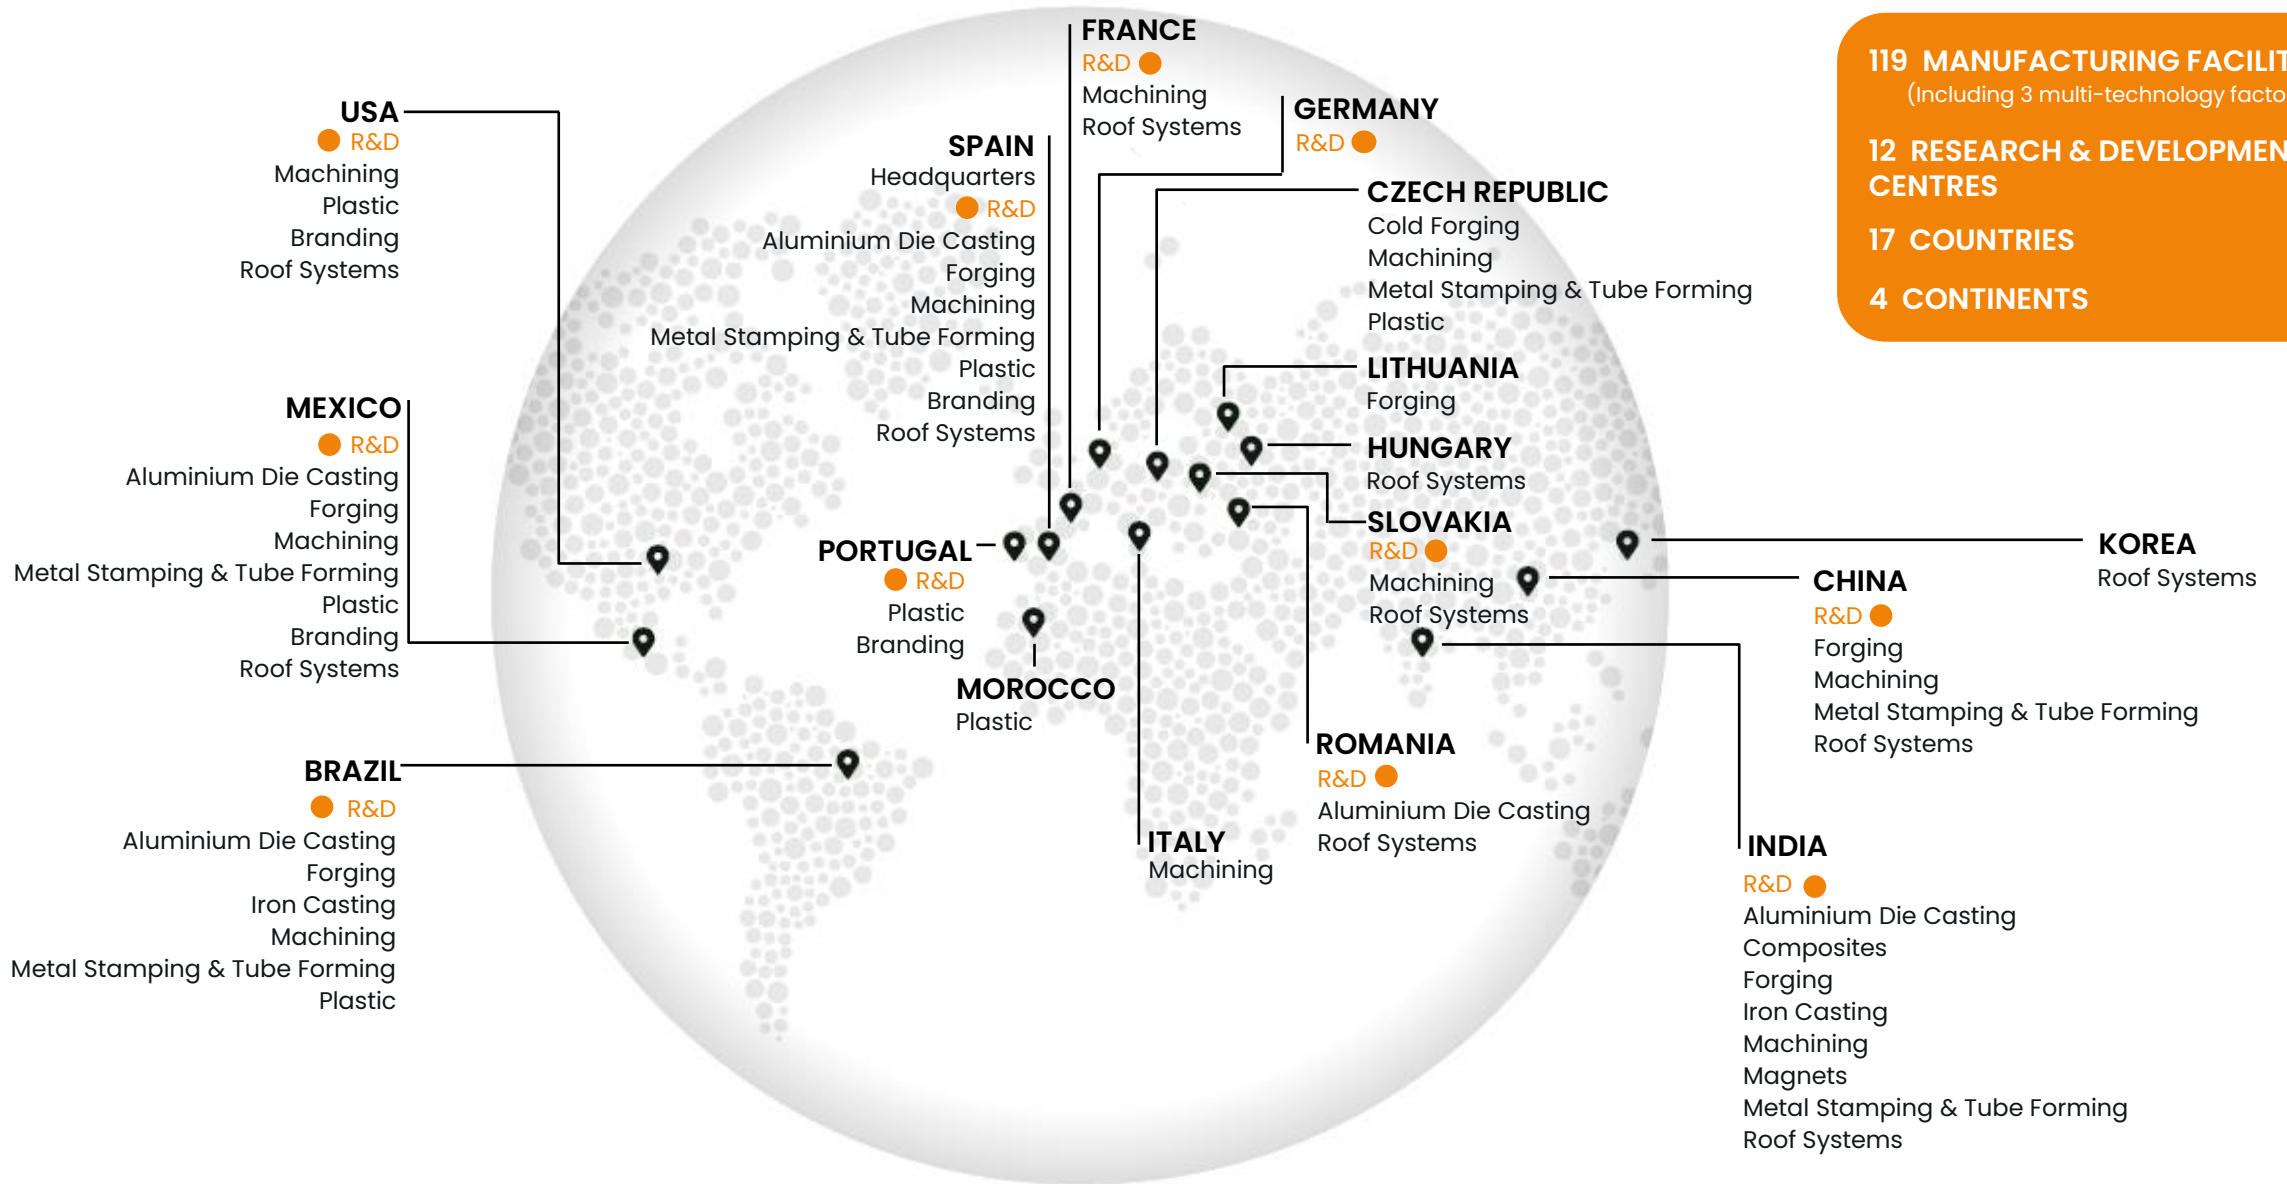 FRANCE
R&D
Machining
Roof Systems
GERMANY
R&D
USA
R&D
Machining
Plastic
Branding
Roof Systems
SPAIN
Headquarters
R&D
Aluminium Die Casting
Forging
Machining
Metal Stamping & Tube Forming
Plastic
Branding
Roof Systems
CZECH REPUBLIC
Cold Forging
Machining
Metal Stamping & Tube Forming
Plastic
LITHUANIA
Forging
HUNGARY
Roof Systems
SLOVAKIA
R&D
Machining
Roof Systems
MEXICO
R&D
Aluminium Die Casting
Forging
Machining
Metal Stamping & Tube Forming
Plastic
Branding
Roof Systems
PORTUGAL
R&D
Plastic
Branding
MOROCCO
Plastic
KOREA
Roof Systems
CHINA
R&D
Forging
Machining
Metal Stamping & Tube Forming
Roof Systems
BRAZIL
R&D
Aluminium Die Casting
Forging
Iron Casting
Machining
Metal Stamping & Tube Forming
Plastic
ROMANIA
R&D
Aluminium Die Casting
Roof Systems
ITALY
Machining
INDIA
R&D
Aluminium Die Casting
Composites
Forging
Iron Casting
Machining
Magnets
Metal Stamping & Tube Forming
Roof Systems
119 MANUFACTURING
(Including 3 multi-technology
12 RESEARCH &
CENTRES
17 COUNTRIES
4 CONTINENTS